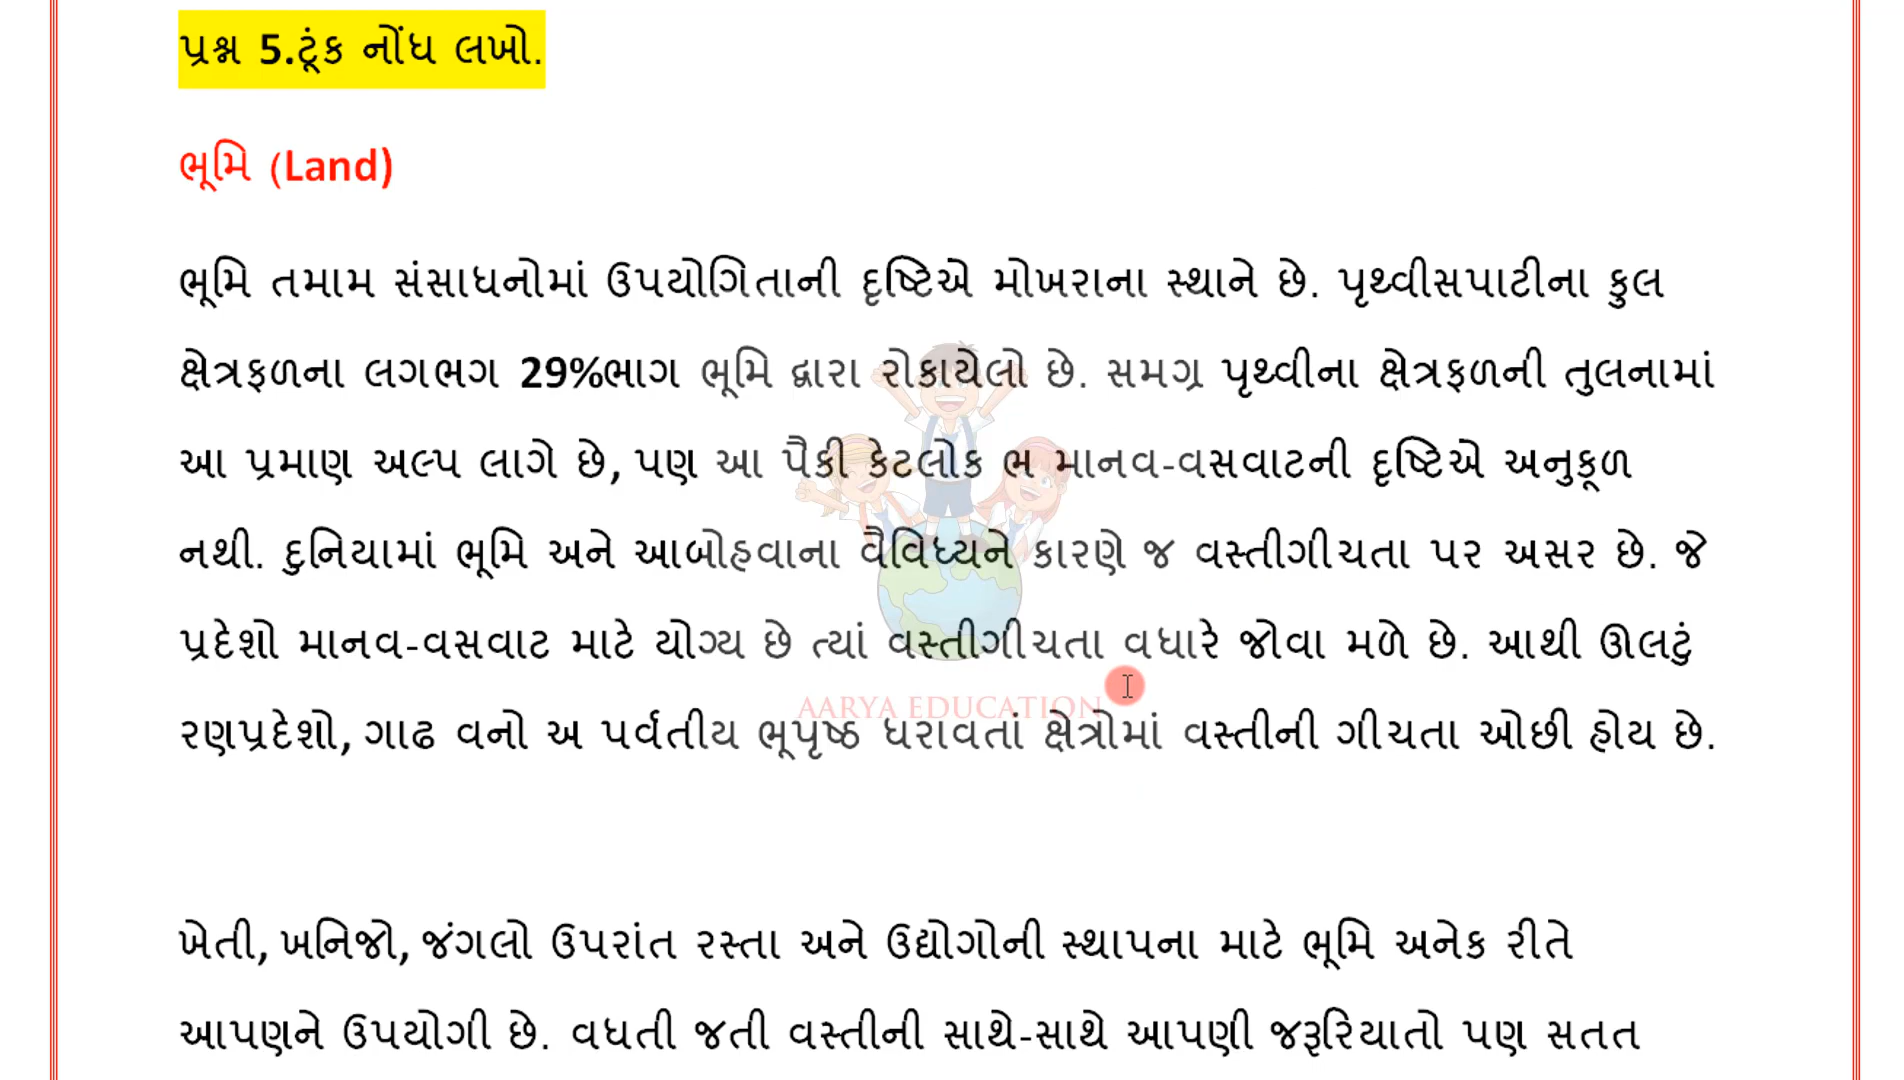 પ્રશ્ન 5.ટૂંક નોંધ લખો.
ભૂમિ (Land)
ભૂમિ તમામ સંસાધનોમાં ઉપયોગિતાની દૃષ્ટિએ મોખરાના સ્થાને છે. પૃથ્વીસપાટીના કુલ
ક્ષેત્રફળના લગભગ 29%ભાગ ભૂમિ દ્વારા રોકાયેલો છે. સમગ્ર પૃથ્વીના ક્ષેત્રફળની તુલનામાં
આ પ્રમાણ અલ્પ લાગે છે, પણ આ પૈકી કેટલોક ભ માનવ-વસવાટની દૃષ્ટિએ અનુકૂળ
નથી. દુનિયામાં ભૂમિ અને આબોહવાના વૈવિધ્યને કારણે જ વસ્તીગીચતા પર અસર છે. જે
પ્રદેશો માનવ-વસવાટ માટે યોગ્ય છે ત્યાં વસ્તીગીચતા વધારે જોવા મળે છે. આથી ઊલટું
AARYA EDUCATION
રણપ્રદેશો, ગાઢ વનો અ પર્વતીય ભૂપૃષ્ઠ ધરાવતાં ક્ષેત્રોમાં વસ્તીની ગીચતા ઓછી હોય છે.
ખેતી, ખનિજો, જંગલો ઉપરાંત રસ્તા અને ઉદ્યોગોની સ્થાપના માટે ભૂમિ અનેક રીતે
આપણને ઉપયોગી છે. વધતી જતી વસ્તીની સાથે-સાથે આપણી જરૂરિયાતો પણ સતત